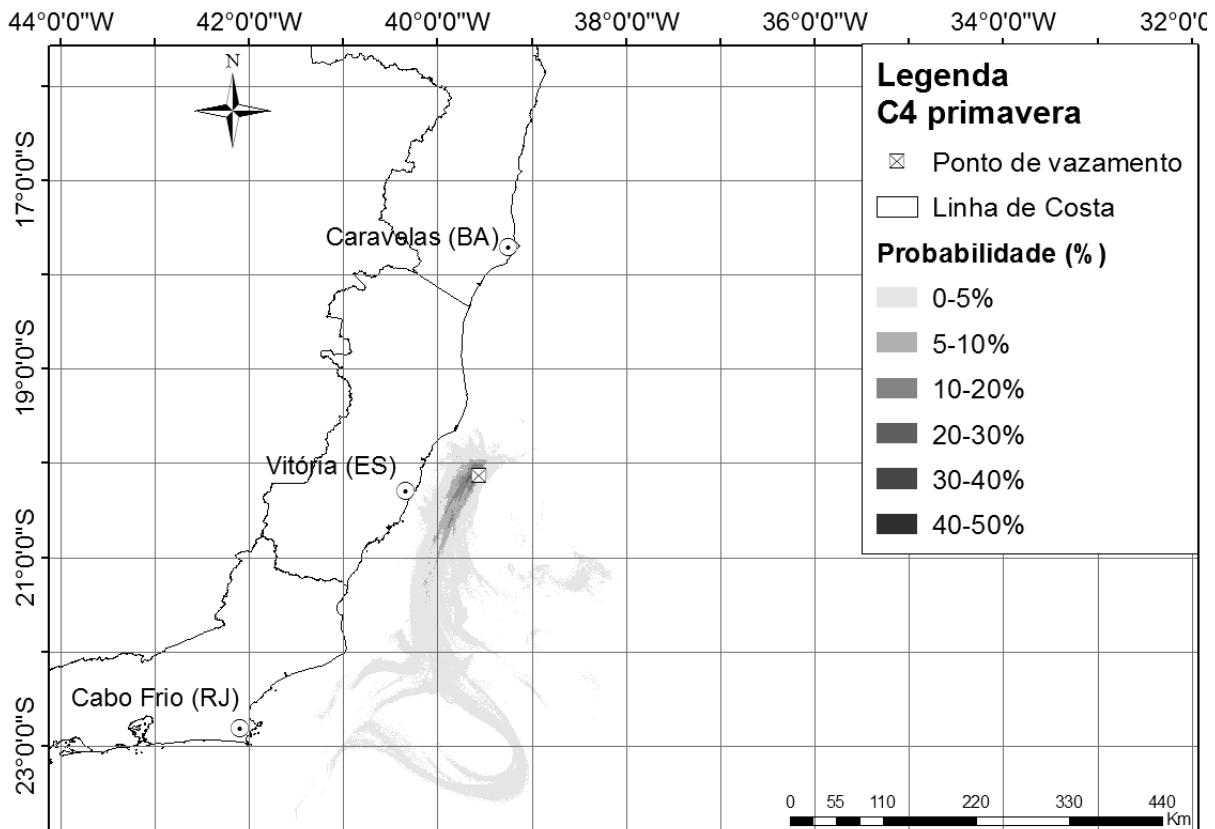 44°0'0"W 42°0'0"W 40°0'0"W 38°0'0"W 36°0'0"W 34°0'0"W 32°0'
N
17°0'0"S
19°0'0"S
21°0'0"S
23°0'0"S
Caravelas (BA)
Vitória (ES)
Cabo Frio (RJ)
Legenda
C4 primavera
Ponto de vazamento
Linha de Costa
Probabilidade (%)
0-5%
5-10%
10-20%
20-30%
30-40%
40-50%
0 55 110 220 330 440
Km